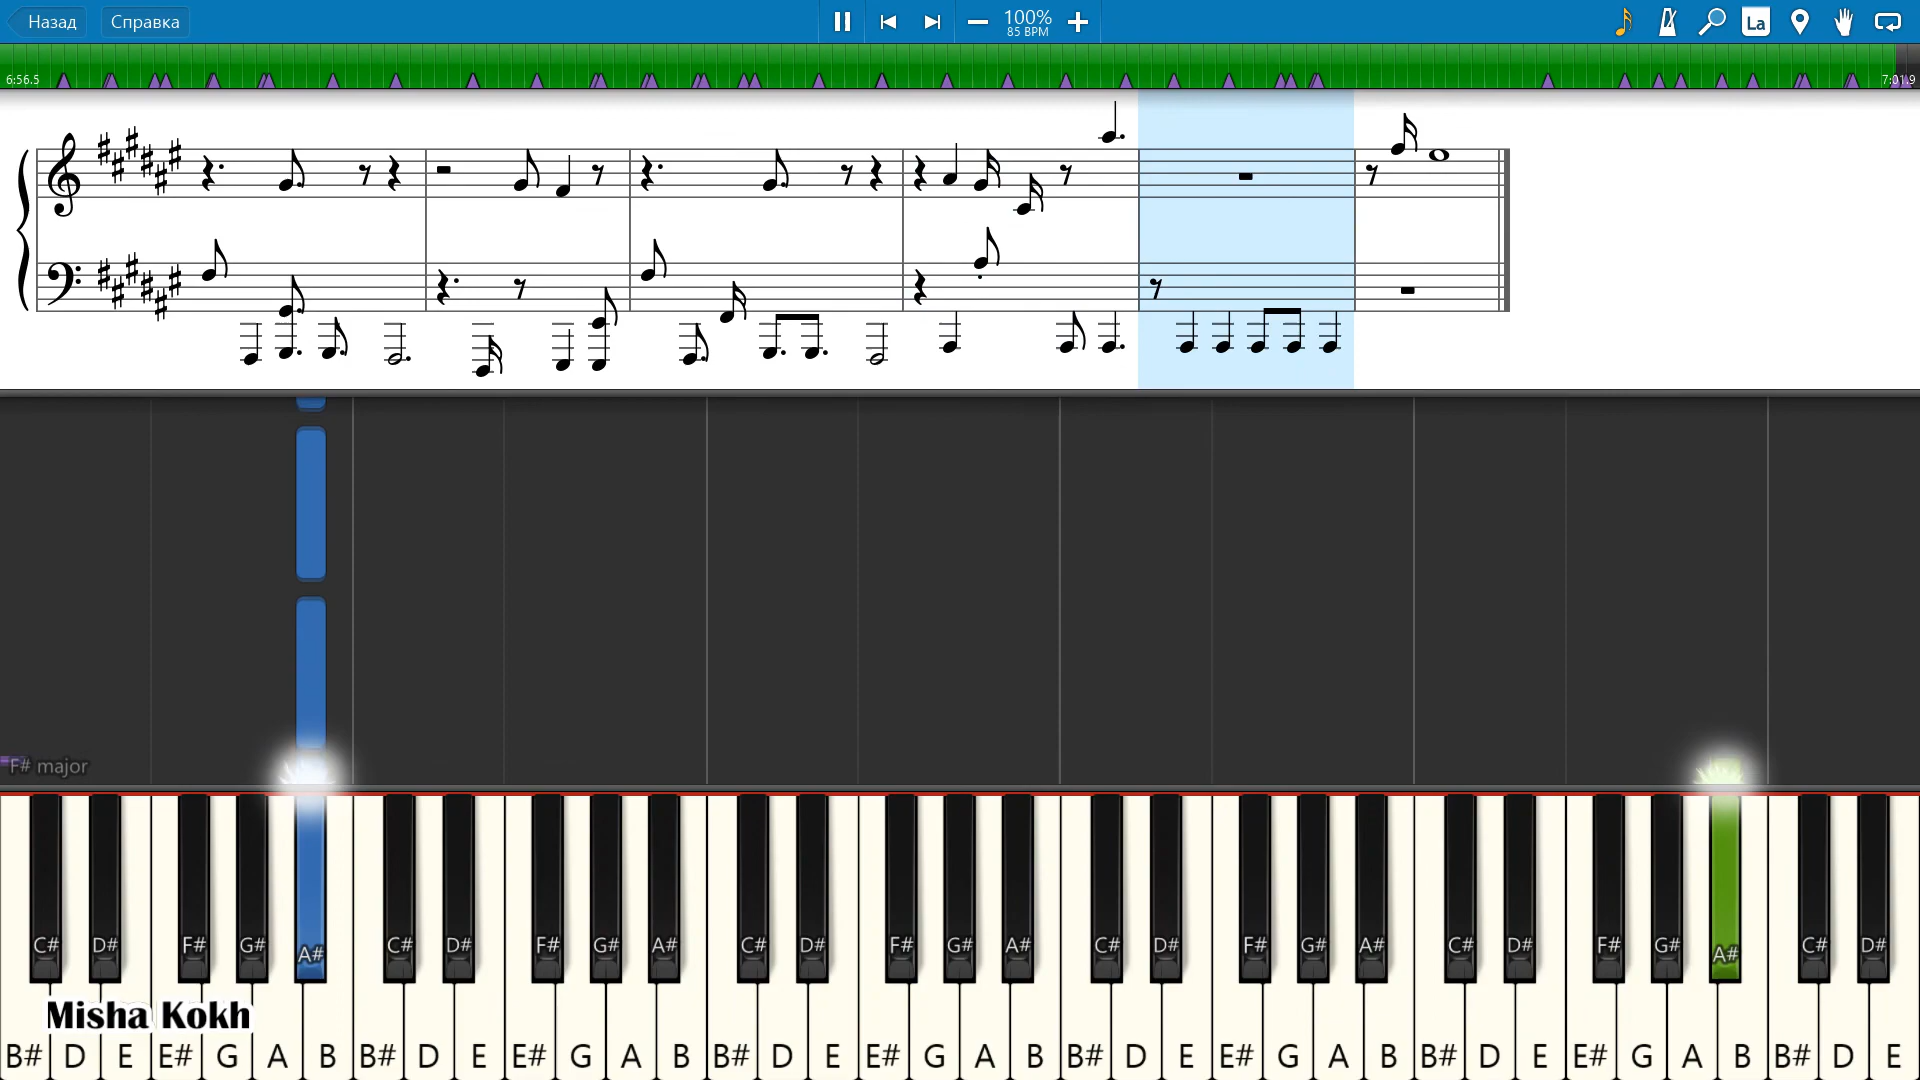 Назад Справка 100% La
85 BPM
6:56.5 7:01.9
F# major
C# D# F# G# A# C# D# F# G# A# C# D# F# G# A# C# D# F# G# A# C# D# F# G# A# C# D#
Misha Kokh
B# D E E# G A B B# D E E# G A B B# D E E# G A B B# D E E# G A B B# D E E# G A B B# D E